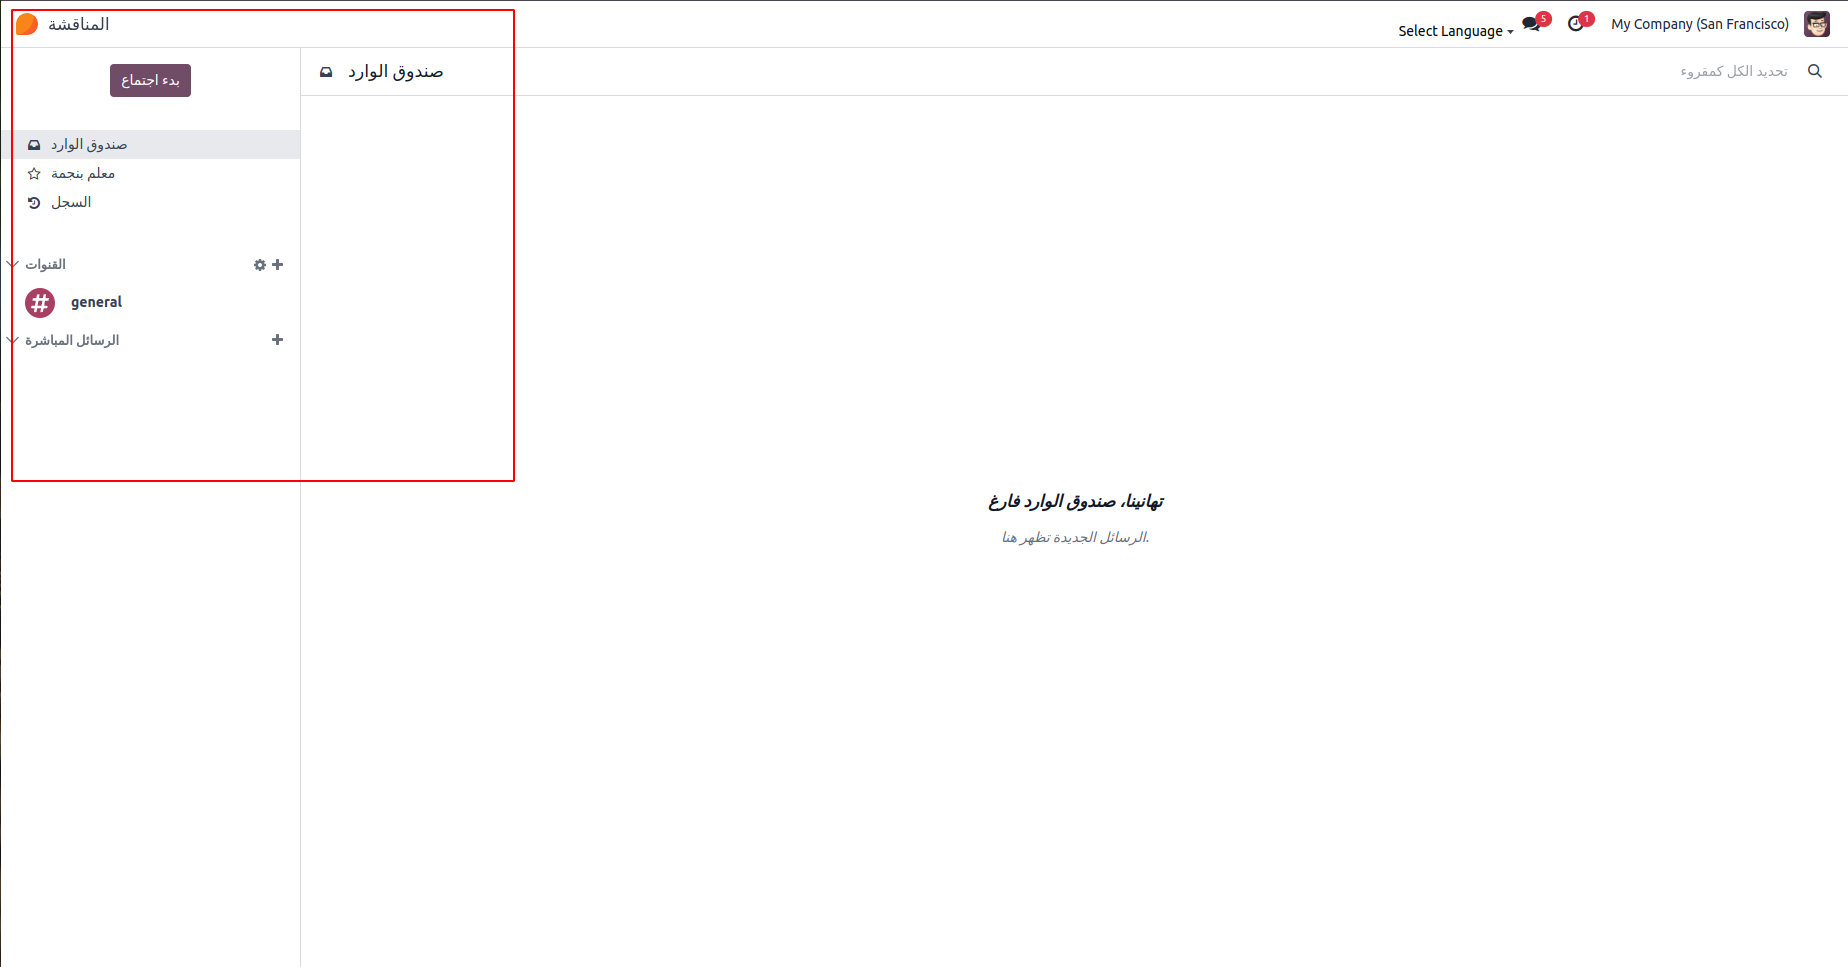 المناقشة
Select Language
5
1
My Company (San Francisco)
بدء اجتماع
صندوق الوارد
تحديد الكل كمقروء
صندوق الوارد
معلم بنجمة
السجل
القنوات
general
الرسائل المباشرة
تهانينا، صندوق الوارد فارغ
.الرسائل الجديدة تظهر هنا